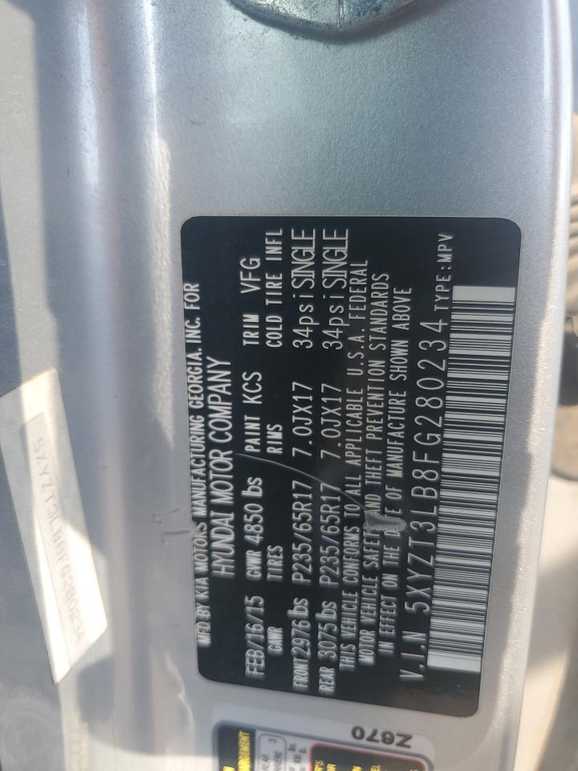 MFD BY KIA MOTORS MANUFACTURING GEORGIA. INC. FOR
HYUNDAI MOTOR COMPANY
FEB/16/15 GVWR 4850 lbs PAINT KCS TRIM VFG
GAWR TIRES RIMS COLD TIRE INFL
FRONT 2976 lbs P235/65R17 7.0JX17 34psi SINGLE
REAR 3075 lbs P235/65R17 7.0JX17 34psi SINGLE
THIS VEHICLE CONFORMS TO ALL APPLICABLE U.S.A. FEDERAL
MOTOR VEHICLE SAFETY AND THEFT PREVENTION STANDARDS
IN EFFECT ON THE DATE OF MANUFACTURE SHOWN ABOVE
V.I.N 5XYZT3LB8FG280234 TYPE:MPV
5XYZT3LB8FG280234
Z670